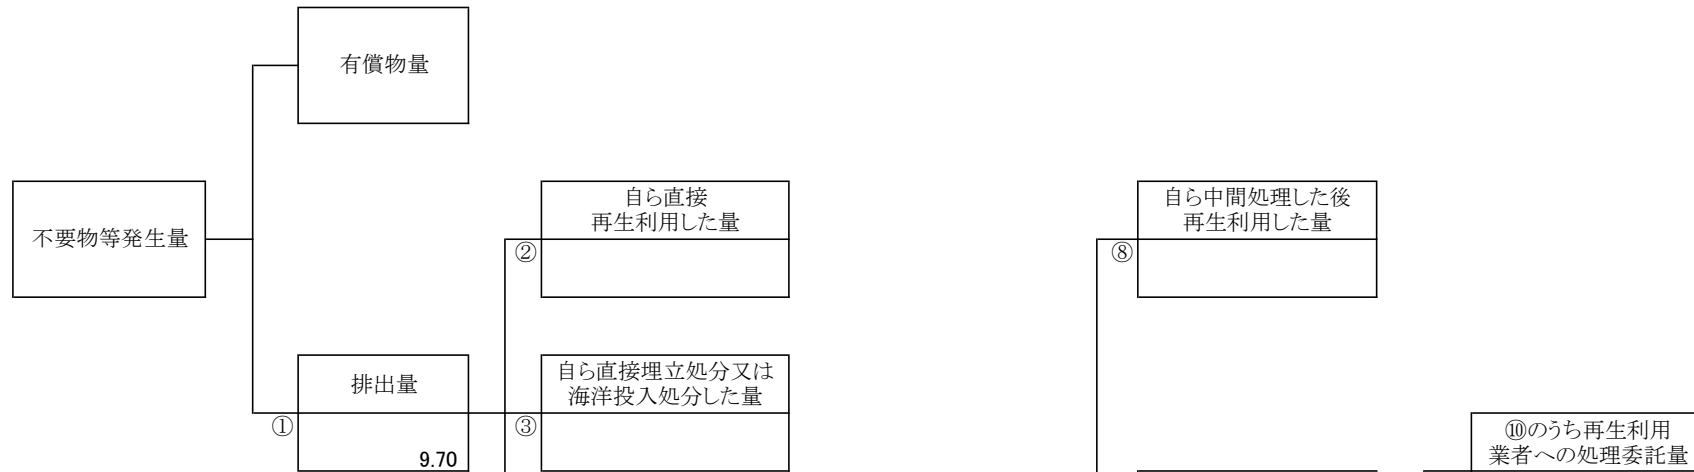 有償物量
不要物等発生量
自ら直接
再生利用した量
②
自ら中間処理した後
再生利用した量
⑧
排出量
①
9.70
自ら直接埋立処分又は
海洋投入処分した量
③
⑩のうち再生利用
業者への処理委託量